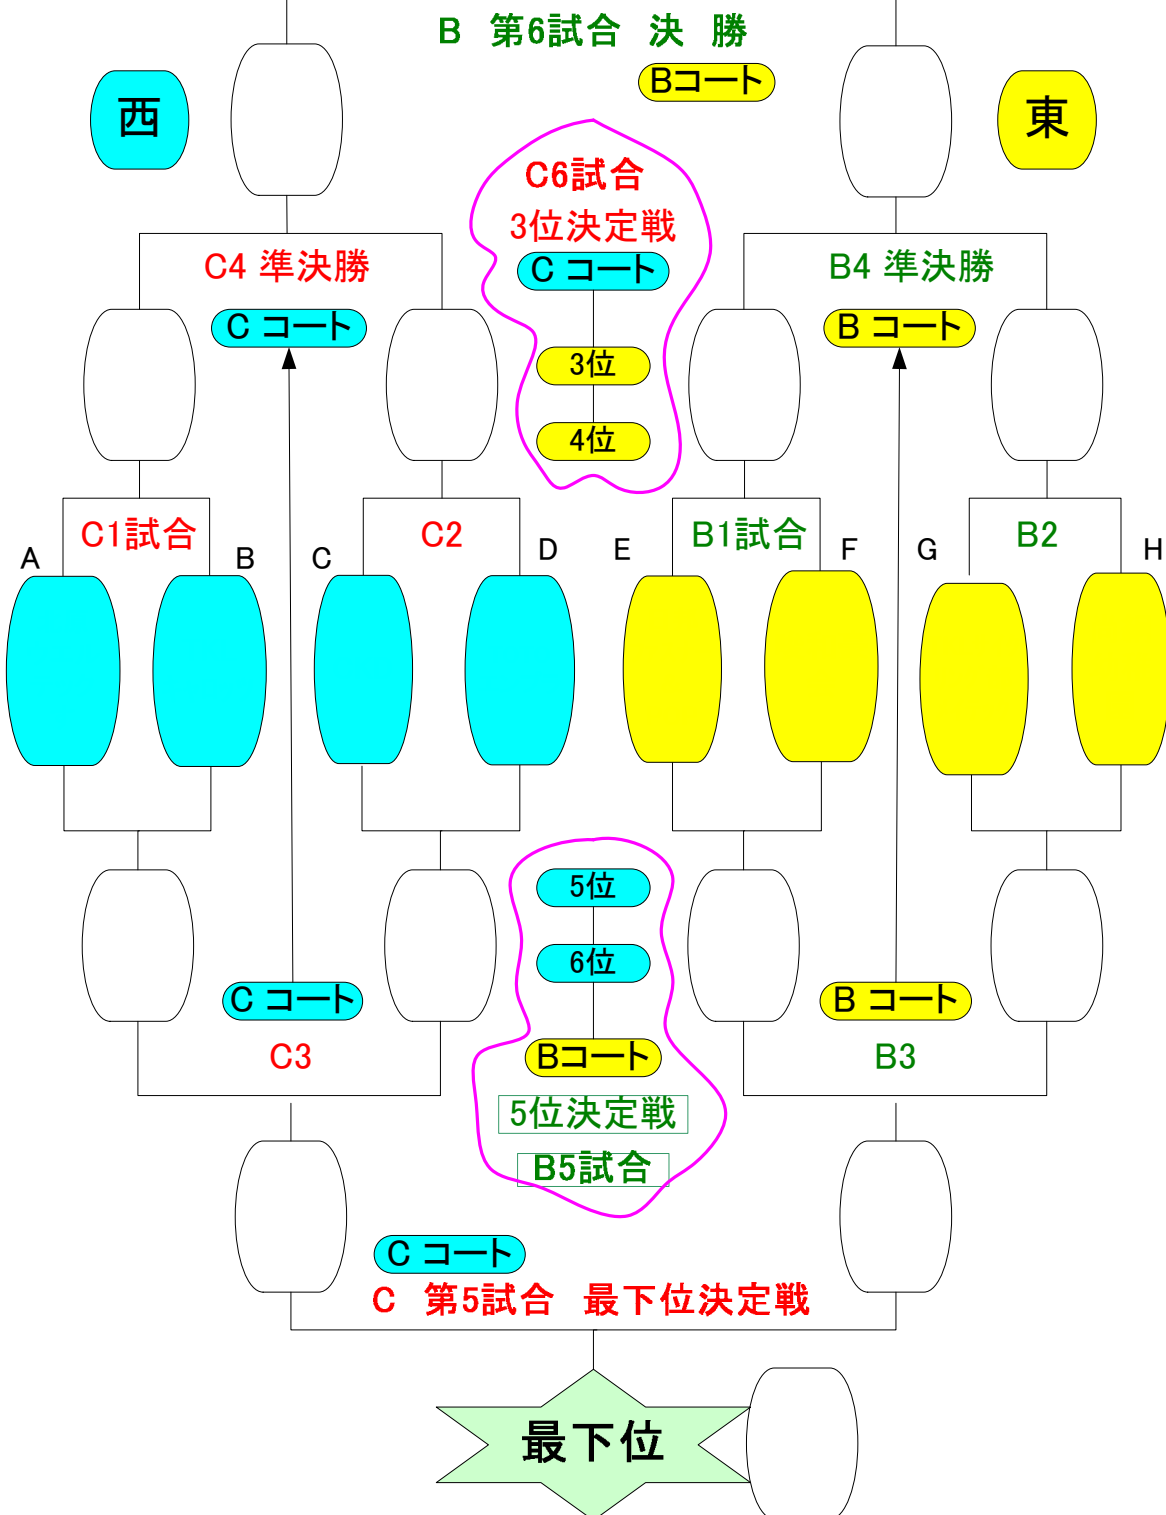 B 第6試合 決 勝
Bコート
西
東
C6試合
3位決定戦
C コート
3位
4位
C4 準決勝
C コート
B4 準決勝
B コート
C1試合
C2
B1試合
B2
A
B
C
D
E
F
G
H
5位
6位
Bコート
5位決定戦
B5試合
C コート
C3
B コート
B3
C コート
C 第5試合 最下位決定戦
最下位